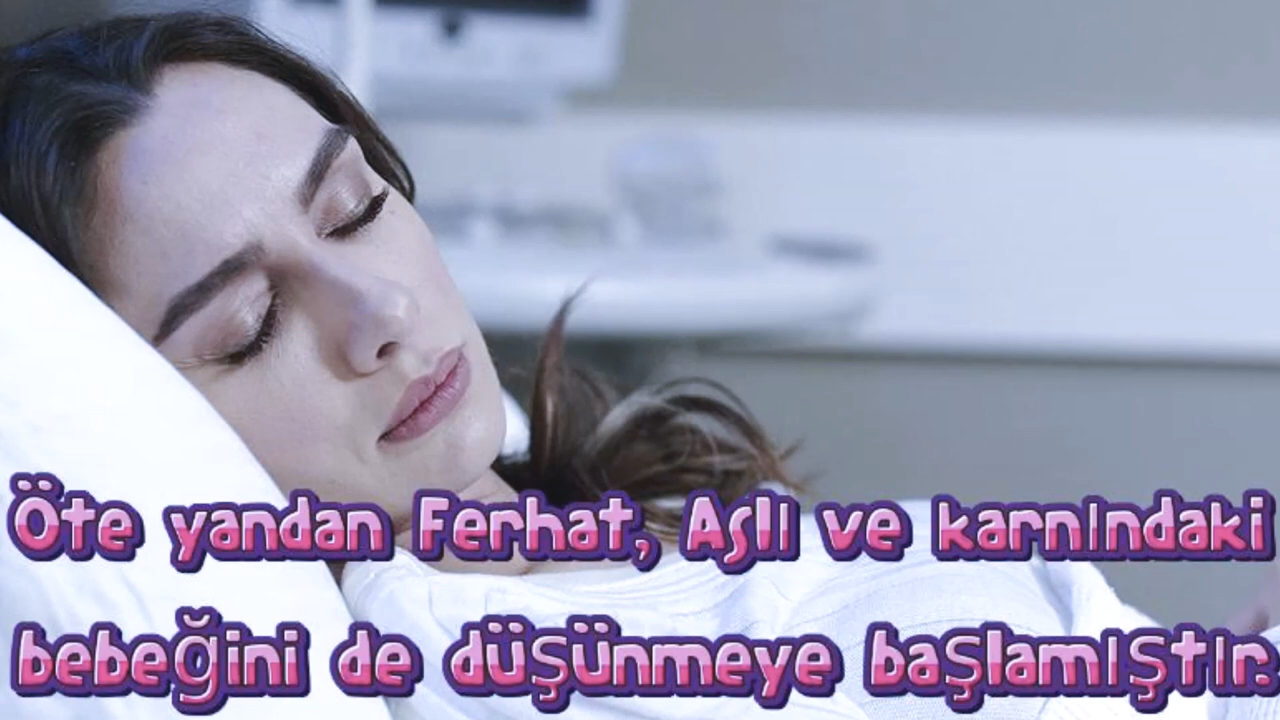 Öte yandan Ferhat, Aslı ve karnındaki
bebeğini de düşünmeye başlamıştır.